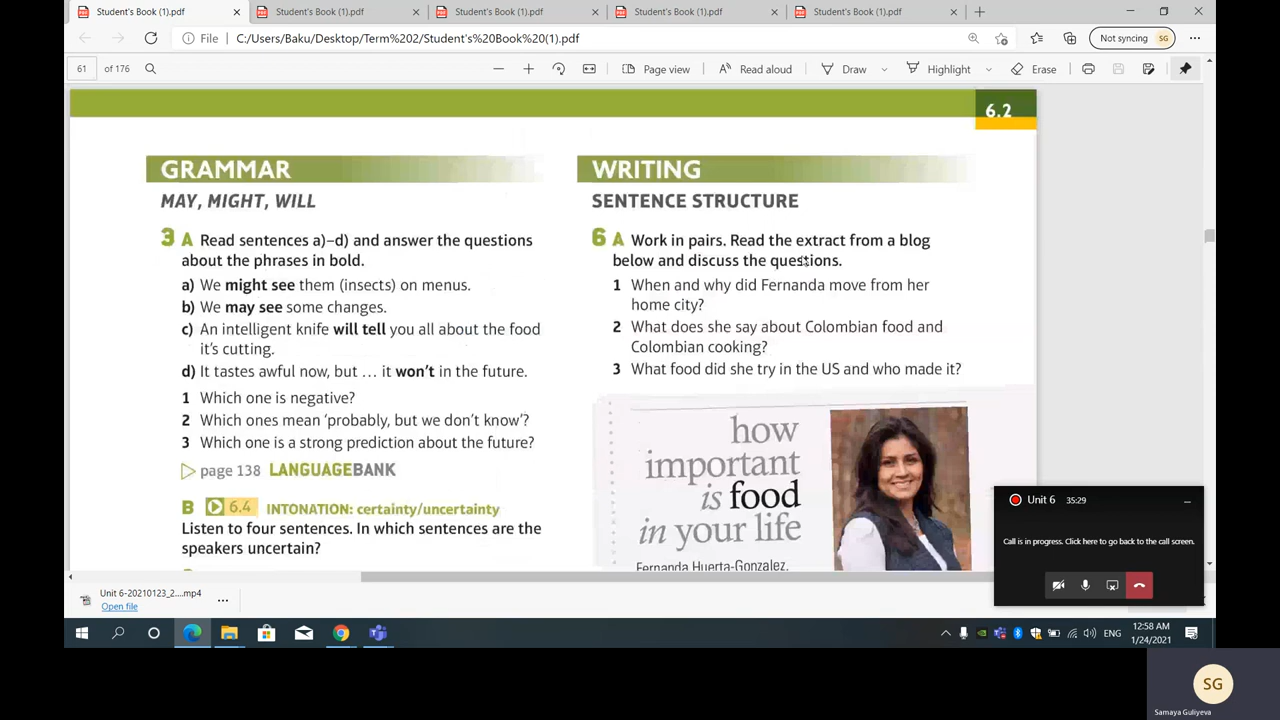 Student's Book (1).pdf
Student's Book (1).pdf
Student's Book (1).pdf
Student's Book (1).pdf
Student's Book (1).pdf
File
C:/Users/Baku/Desktop/Term%202/Student's%20Book%20(1).pdf
Not syncing SG
61 of 176
Page view
Read aloud
Draw
Highlight
Erase
6.2
GRAMMAR
MAY, MIGHT, WILL
3 A Read sentences a)–d) and answer the questions
about the phrases in bold.
a) We might see them (insects) on menus.
b) We may see some changes.
c) An intelligent knife will tell you all about the food
it's cutting.
d) It tastes awful now, but … it won't in the future.
1 Which one is negative?
2 Which ones mean 'probably, but we don't know'?
3 Which one is a strong prediction about the future?
page 138 LANGUAGEBANK
B 6.4 INTONATION: certainty/uncertainty
Listen to four sentences. In which sentences are the
speakers uncertain?
WRITING
SENTENCE STRUCTURE
6 A Work in pairs. Read the extract from a blog
below and discuss the questions.
1 When and why did Fernanda move from her
home city?
2 What does she say about Colombian food and
Colombian cooking?
3 What food did she try in the US and who made it?
how
important
is food
in your life
Fernanda Huerta-Gonzalez,
Unit 6 35:29
Call is in progress. Click here to go back to the call screen.
Unit 6-20210123_2....mp4
Open file
ENG
12:58 AM
1/24/2021
SG
Samaya Guliyeva